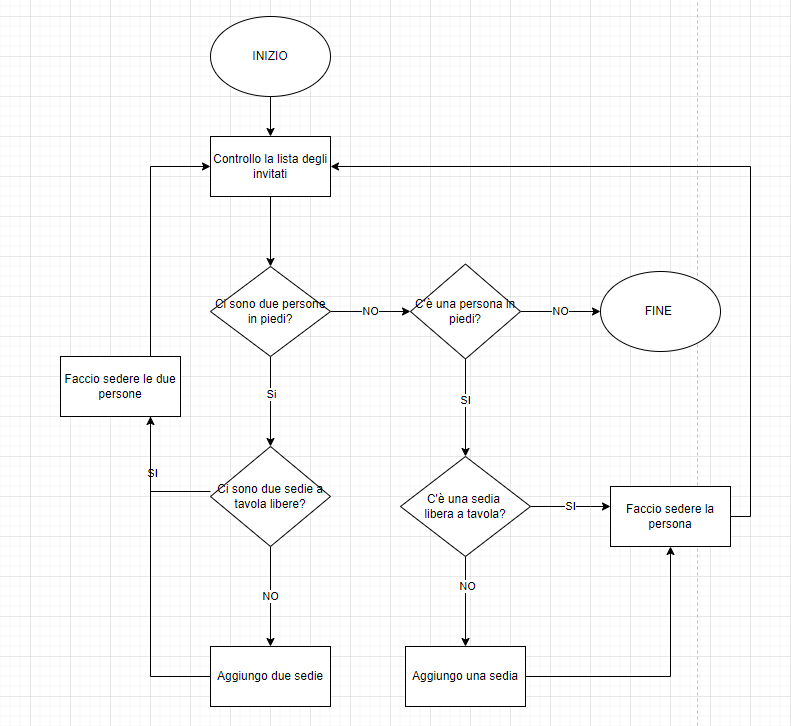 INIZIO
Controllo la lista degli
invitati
Ci sono due persone
in piedi?
NO
C'è una persona in
piedi?
NO
FINE
Faccio sedere le due
persone
Si
SI
SI
Ci sono due sedie a
tavola libere?
C'è una sedia
libera a tavola?
SI
Faccio sedere la
persona
NO
NO
Aggiungo due sedie
Aggiungo una sedia